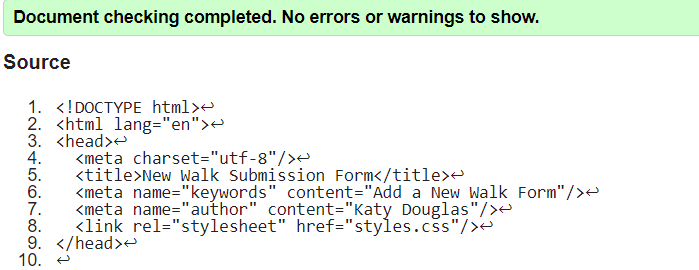 Document checking completed. No errors or warnings to show.
Source
1. <!DOCTYPE html>↩
2. <html lang="en">↩
3. <head>↩
4. <meta charset="utf-8"/>↩
5. <title>New Walk Submission Form</title>↩
6. <meta name="keywords" content="Add a New Walk Form"/>↩
7. <meta name="author" content="Katy Douglas"/>↩
8. <link rel="stylesheet" href="styles.css"/>↩
9. </head>↩
10. ↩